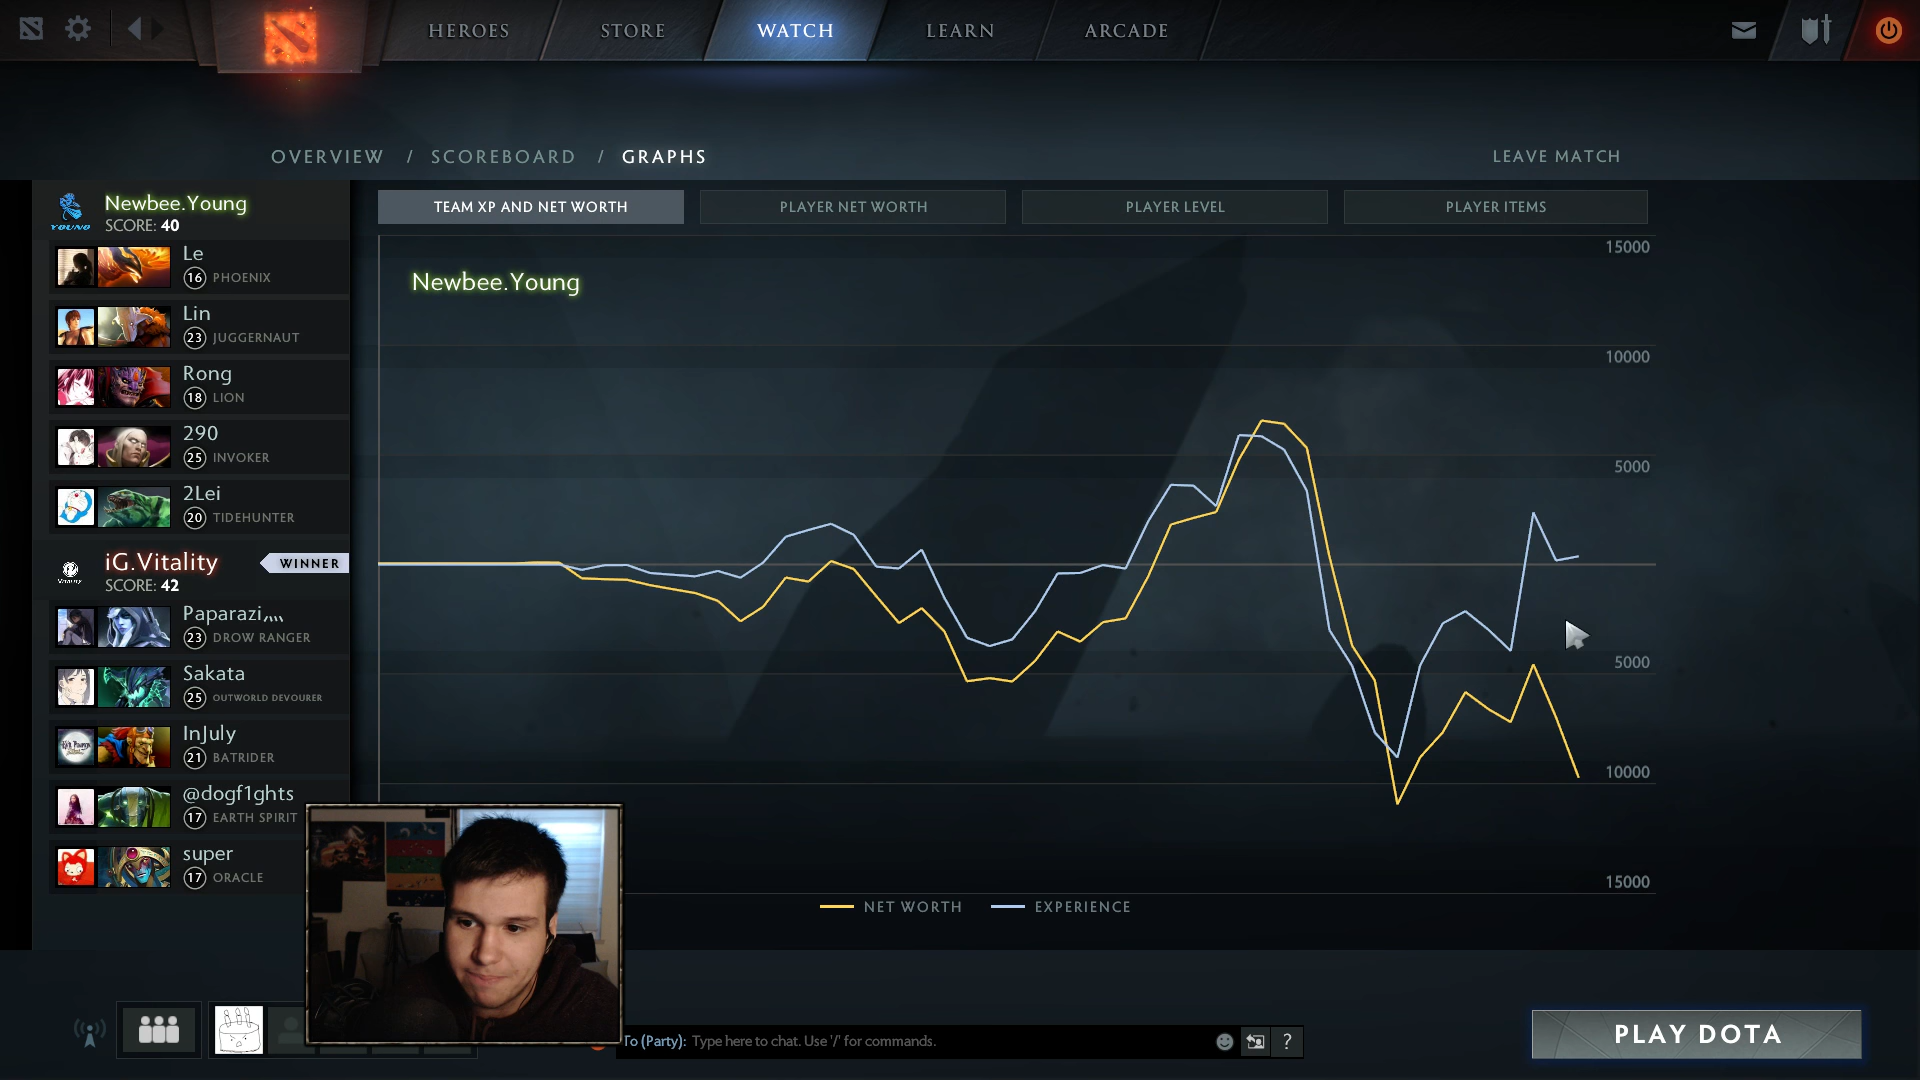 HEROES
STORE
WATCH
LEARN
ARCADE
OVERVIEW / SCOREBOARD / GRAPHS
LEAVE MATCH
TEAM XP AND NET WORTH
PLAYER NET WORTH
PLAYER LEVEL
PLAYER ITEMS
YOUNG
Newbee.Young
SCORE: 40
Le
16 PHOENIX
Lin
23 JUGGERNAUT
Rong
18 LION
290
25 INVOKER
2Lei
20 TIDEHUNTER
iG.Vitality
WINNER
SCORE: 42
Paparazi灬
23 DROW RANGER
Sakata
25 OUTWORLD DEVOURER
InJuly
21 BATRIDER
@dogf1ghts
17 EARTH SPIRIT
super
17 ORACLE
Newbee.Young
15000
10000
5000
5000
10000
15000
NET WORTH
EXPERIENCE
To (Party): Type here to chat. Use '/' for commands.
?
PLAY DOTA